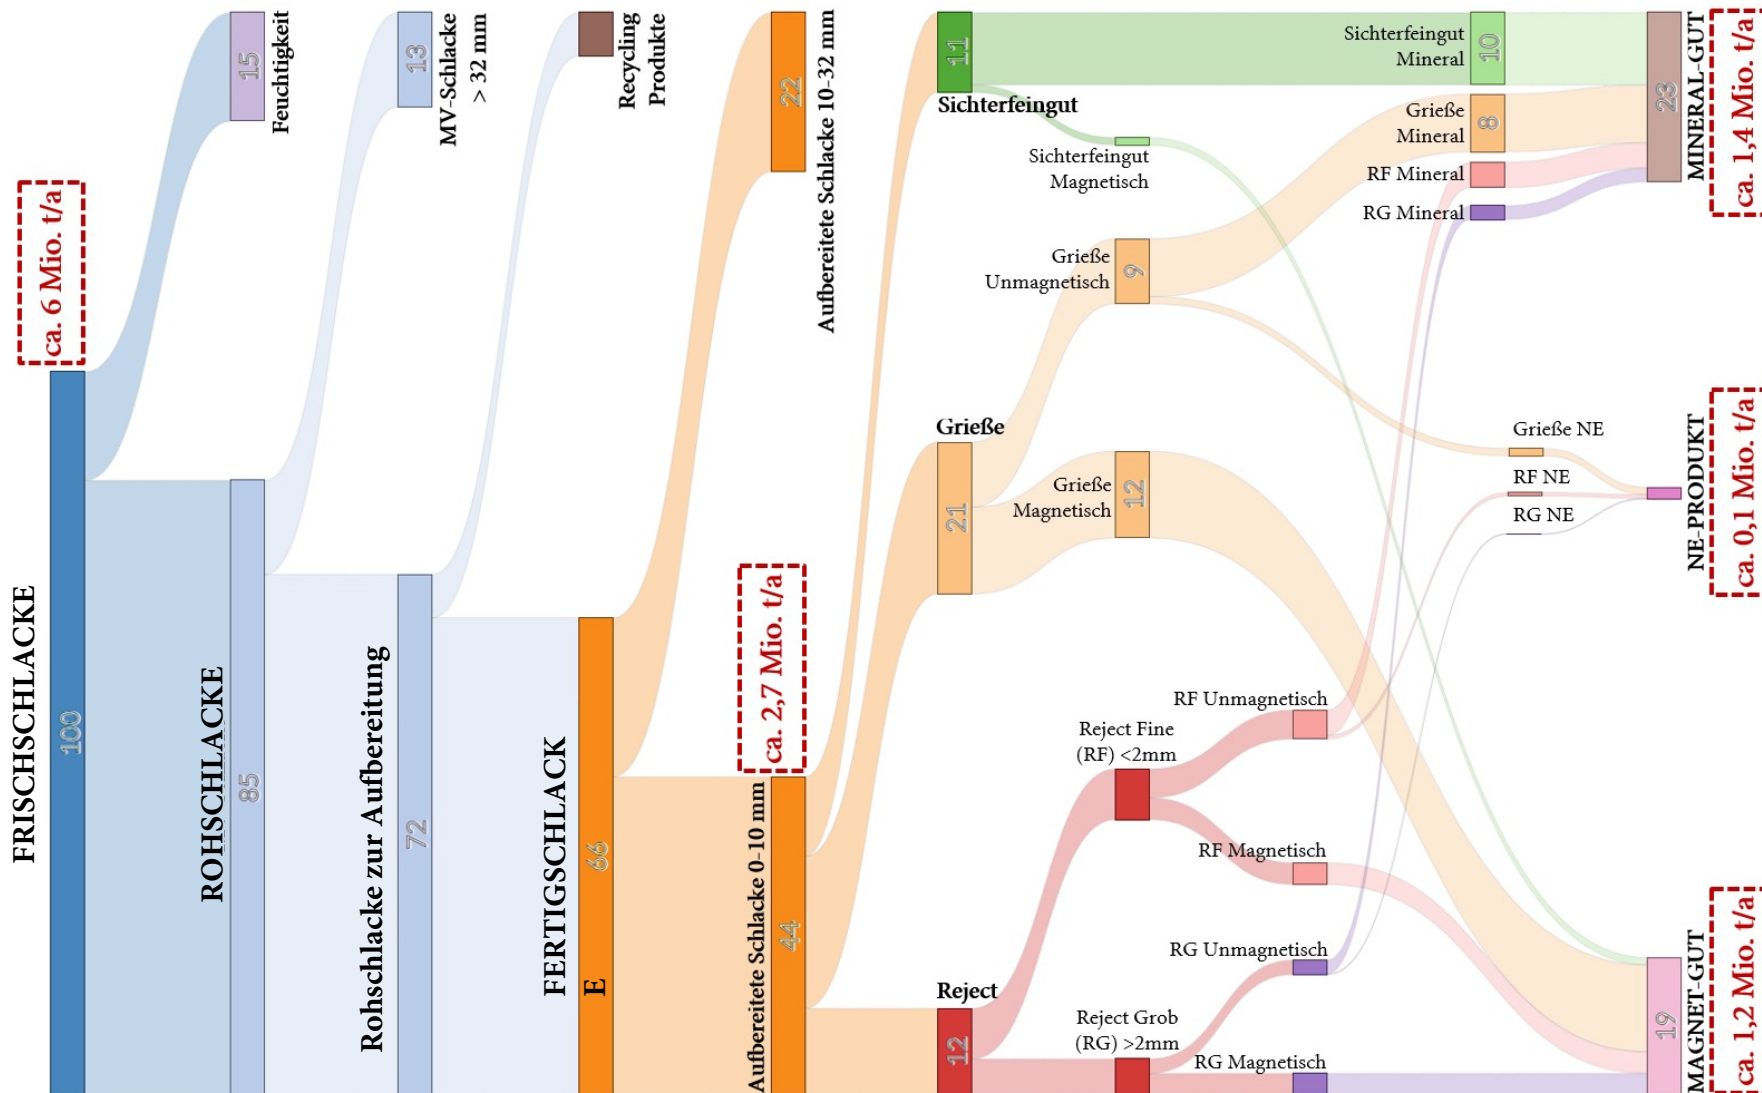 FRISCHSCHLACKE
100
ca. 6 Mio. t/a
15
Feuchtigkeit
ROHSCHLACKE
85
13
MV-Schlacke
> 32 mm
Rohschlacke zur Aufbereitung
72
Recycling
Produkte
FERTIGSCHLACK
E
66
22
Aufbereitete Schlacke 10-32 mm
ca. 2,7 Mio. t/a
Aufbereitete Schlacke 0-10 mm
44
11
Sichterfeingut
Sichterfeingut
Magnetisch
Grieße
21
Grieße
Unmagnetisch
9
Grieße
Magnetisch
12
Reject
12
Reject Fine
(RF) <2mm
Reject Grob
(RG) >2mm
RF Unmagnetisch
RF Magnetisch
RG Unmagnetisch
RG Magnetisch
Sichterfeingut
Mineral
10
Grieße
Mineral
8
RF Mineral
RG Mineral
Grieße NE
RF NE
RG NE
23
MINERAL-GUT
ca. 1,4 Mio. t/a
NE-PRODUKT
ca. 0,1 Mio. t/a
19
MAGNET-GUT
ca. 1,2 Mio. t/a